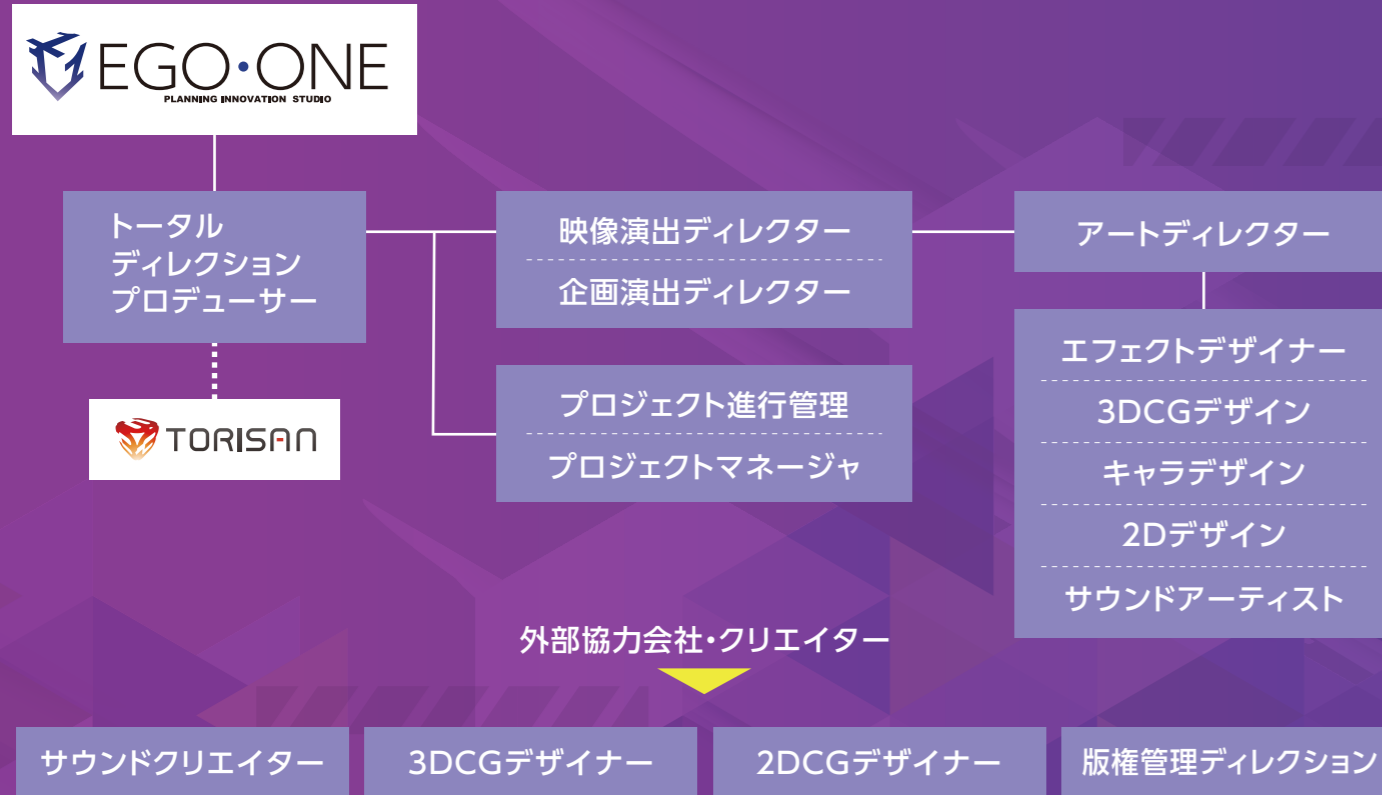 EGO・ONE
PLANNING INNOVATION STUDIO
トータル
ディレクション
プロデューサー
TORISAN
映像演出ディレクター
企画演出ディレクター
プロジェクト進行管理
プロジェクトマネージャ
アートディレクター
エフェクトデザイナー
3DCGデザイン
キャラデザイン
2Dデザイン
サウンドアーティスト
外部協力会社・クリエイター
サウンドクリエイター
3DCGデザイナー
2DCGデザイナー
版権管理ディレクション